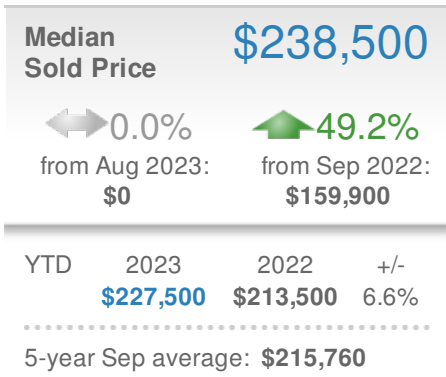 Median $238,500
Sold Price
0.0% 49.2%
from Aug 2023: from Sep 2022:
$0 $159,900
YTD 2023 2022 +/-
$227,500 $213,500 6.6%
5-year Sep average: $215,760